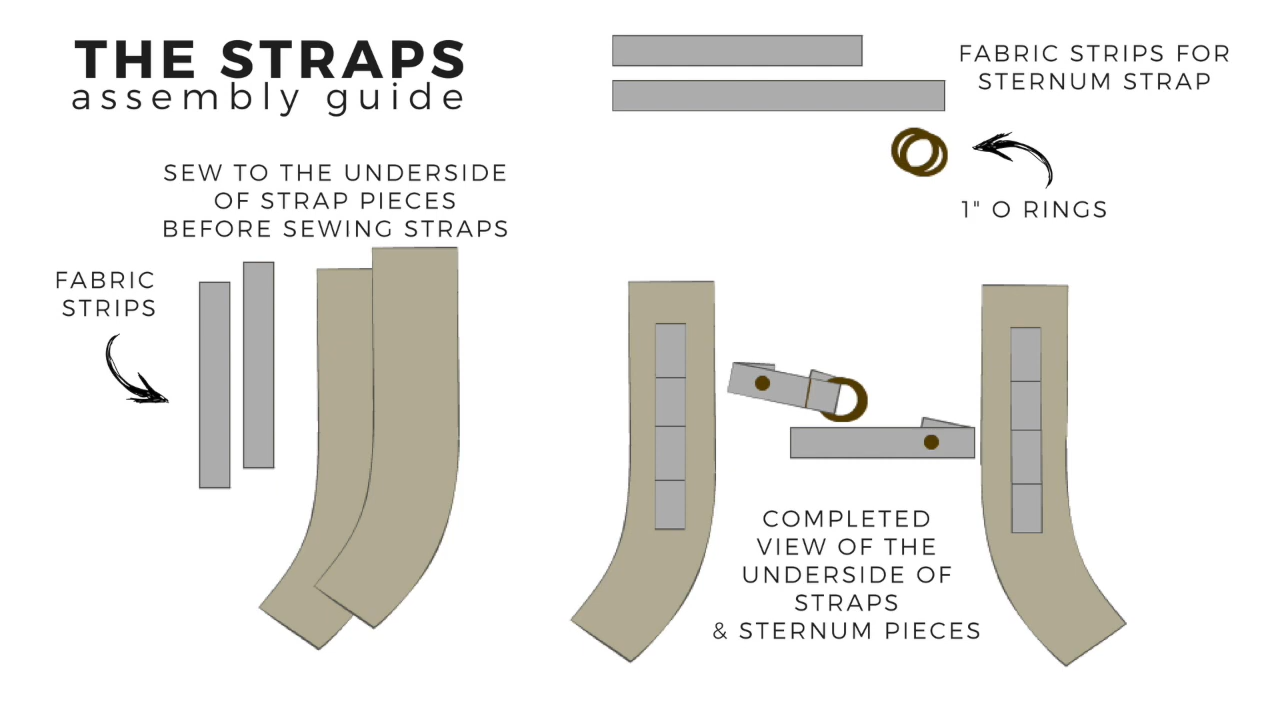 THE STRAPS
assembly guide
FABRIC STRIPS FOR
STERNUM STRAP
1" O RINGS
SEW TO THE UNDERSIDE
OF STRAP PIECES
BEFORE SEWING STRAPS
FABRIC
STRIPS
COMPLETED
VIEW OF THE
UNDERSIDE OF
STRAPS
& STERNUM PIECES